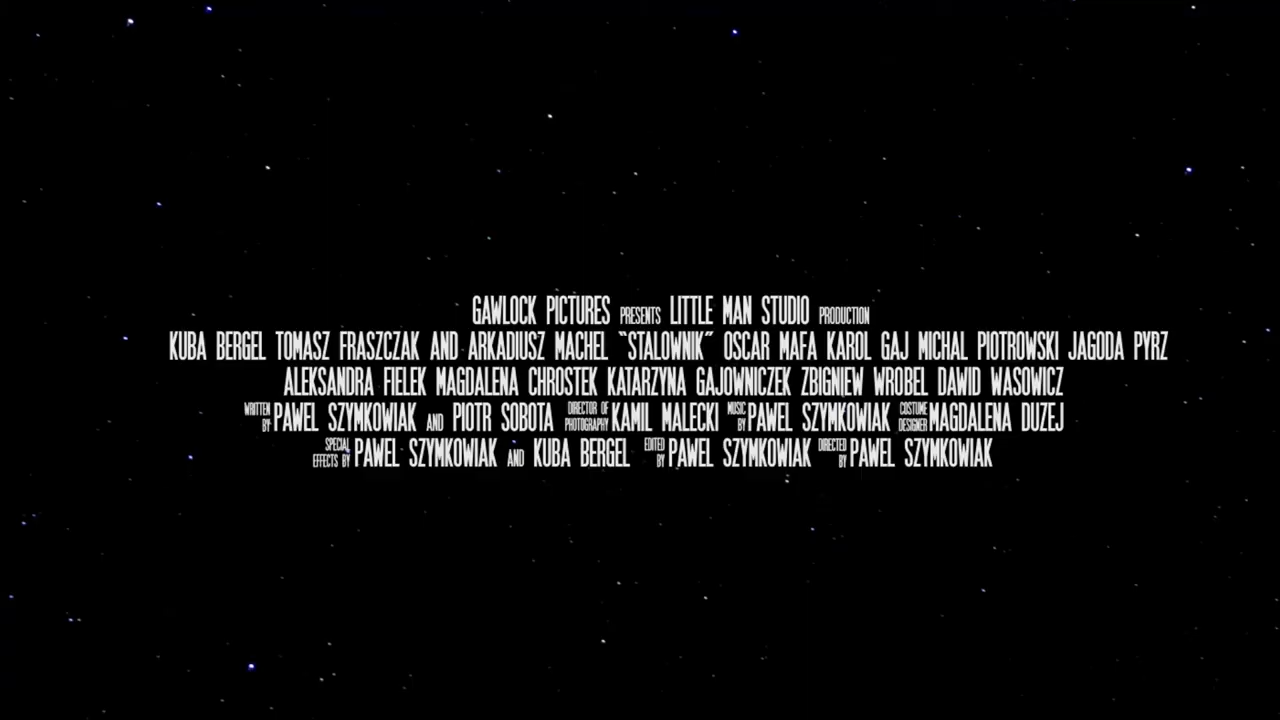 GAWLOCK PICTURES PRESENTS LITTLE MAN STUDIO PRODUCTION
KUBA BERGEL TOMASZ FRASZCZAK AND ARKADIUSZ MACHEL "STALOWNIK" OSCAR MAFA KAROL GAJ MICHAL PIOTROWSKI JAGODA PYRZ
ALEKSANDRA FIELEK MAGDALENA CHROSTEK KATARZYNA GAJOWNICZEK ZBIGNIEW WROBEL DAWID WASOWICZ
WRITTEN BY PAWEL SZYMKOWIAK AND PIOTR SOBOTA DIRECTOR OF PHOTOGRAPHY KAMIL MALECKI MUSIC BY PAWEL SZYMKOWIAK COSTUME DESIGNER MAGDALENA DUZEJ
SPECIAL EFFECTS BY PAWEL SZYMKOWIAK AND KUBA BERGEL EDITED BY PAWEL SZYMKOWIAK DIRECTED BY PAWEL SZYMKOWIAK